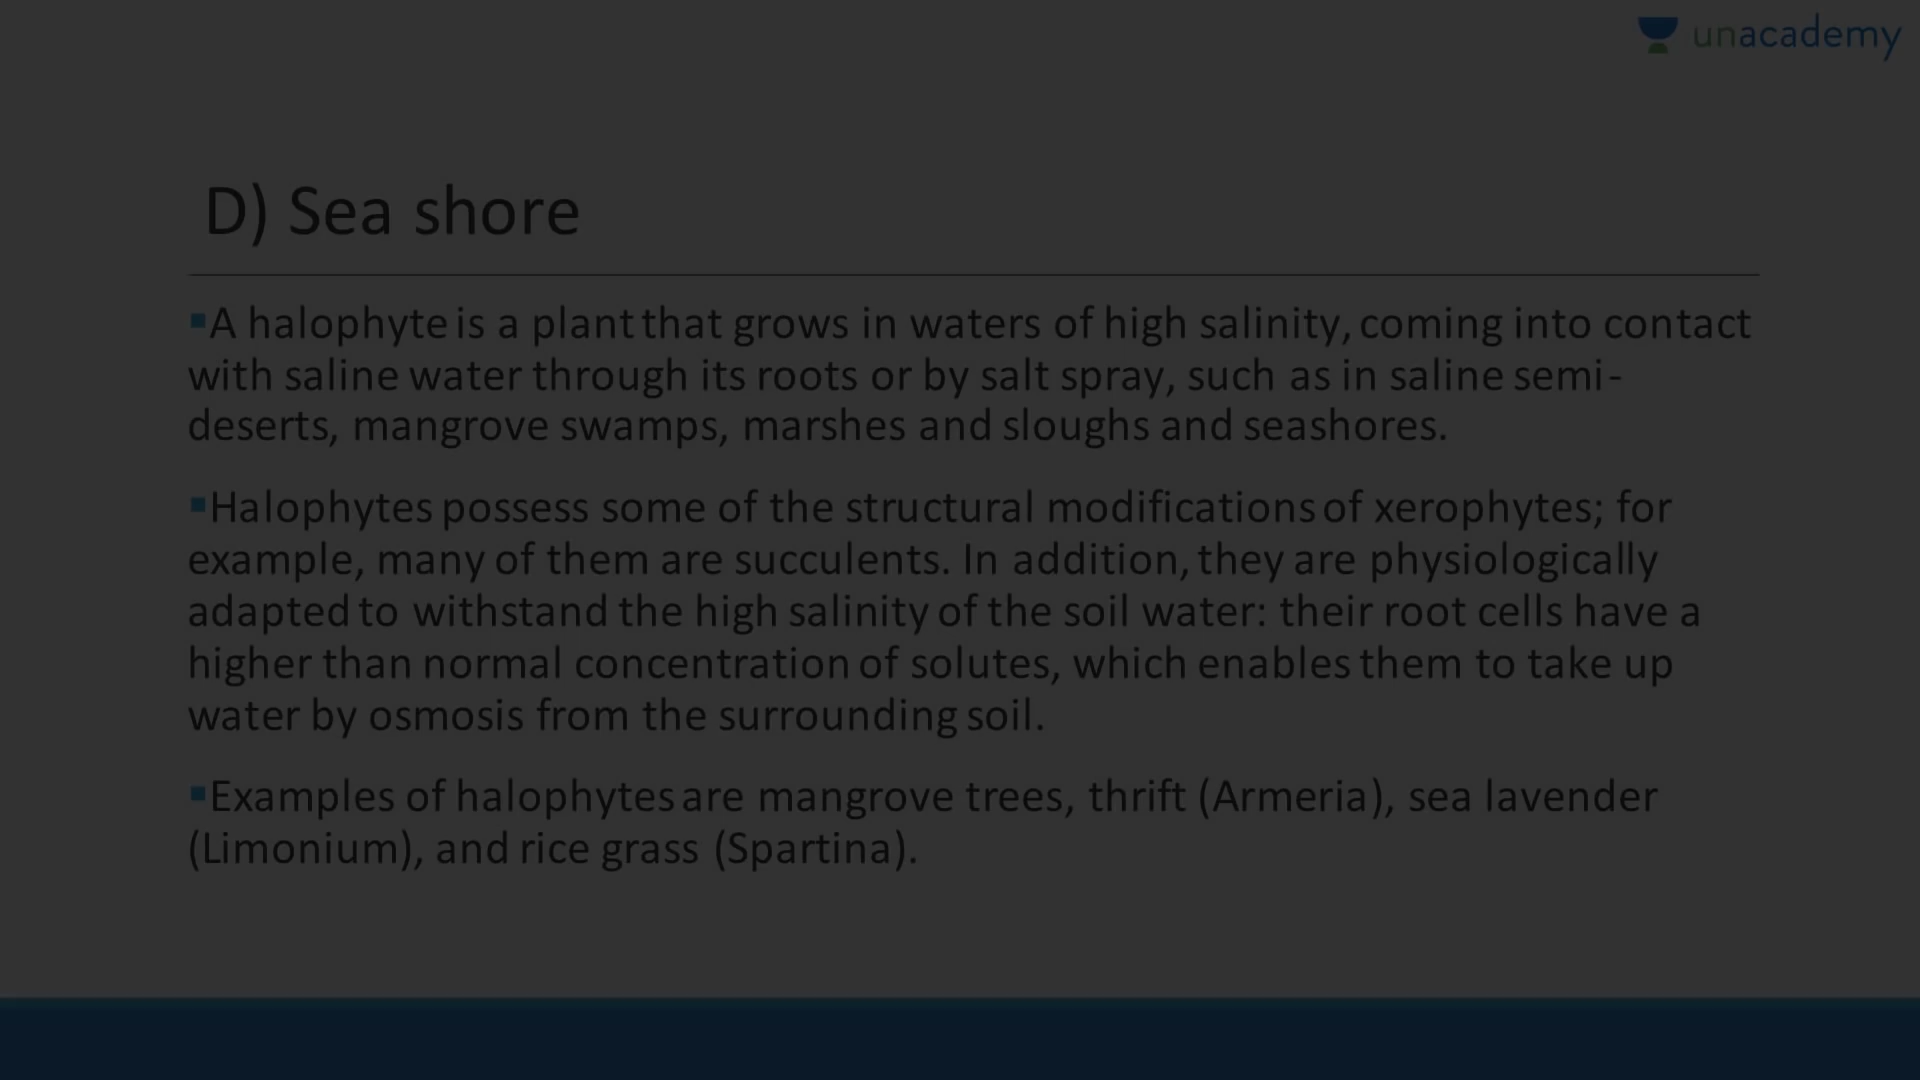 unacademy
D) Sea shore
▪A halophyte is a plant that grows in waters of high salinity, coming into contact
with saline water through its roots or by salt spray, such as in saline semi-
deserts, mangrove swamps, marshes and sloughs and seashores.
▪Halophytes possess some of the structural modifications of xerophytes; for
example, many of them are succulents. In addition, they are physiologically
adapted to withstand the high salinity of the soil water: their root cells have a
higher than normal concentration of solutes, which enables them to take up
water by osmosis from the surrounding soil.
▪Examples of halophytes are mangrove trees, thrift (Armeria), sea lavender
(Limonium), and rice grass (Spartina).